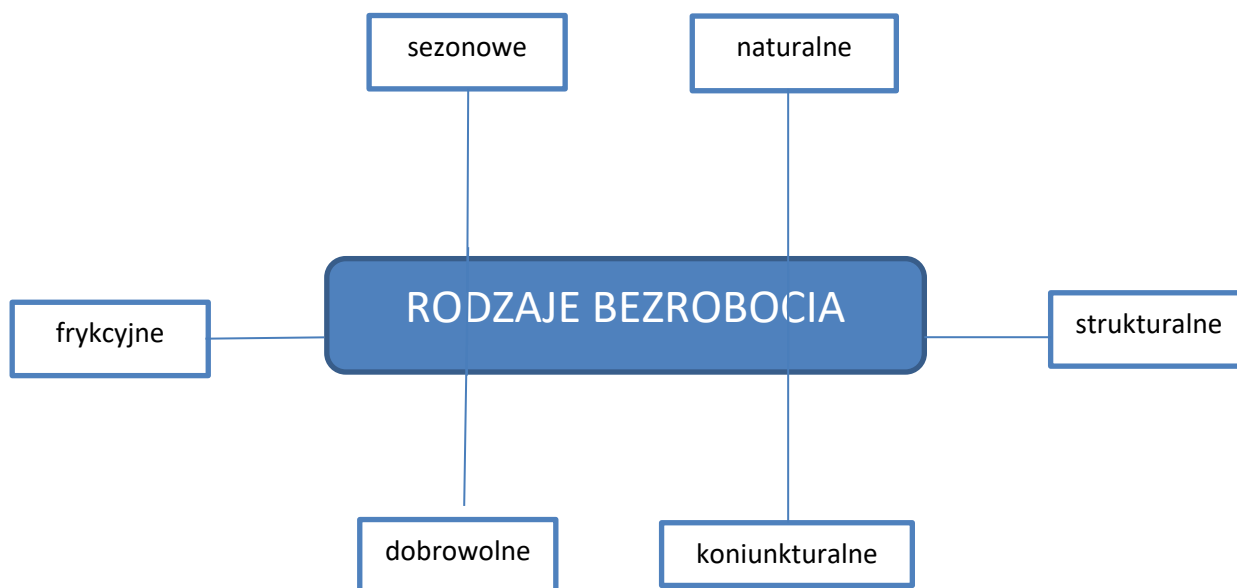 sezonowe
naturalne
RODZAJE BEZROBOCIA
frykcyjne
strukturalne
dobrowolne
koniunkturalne